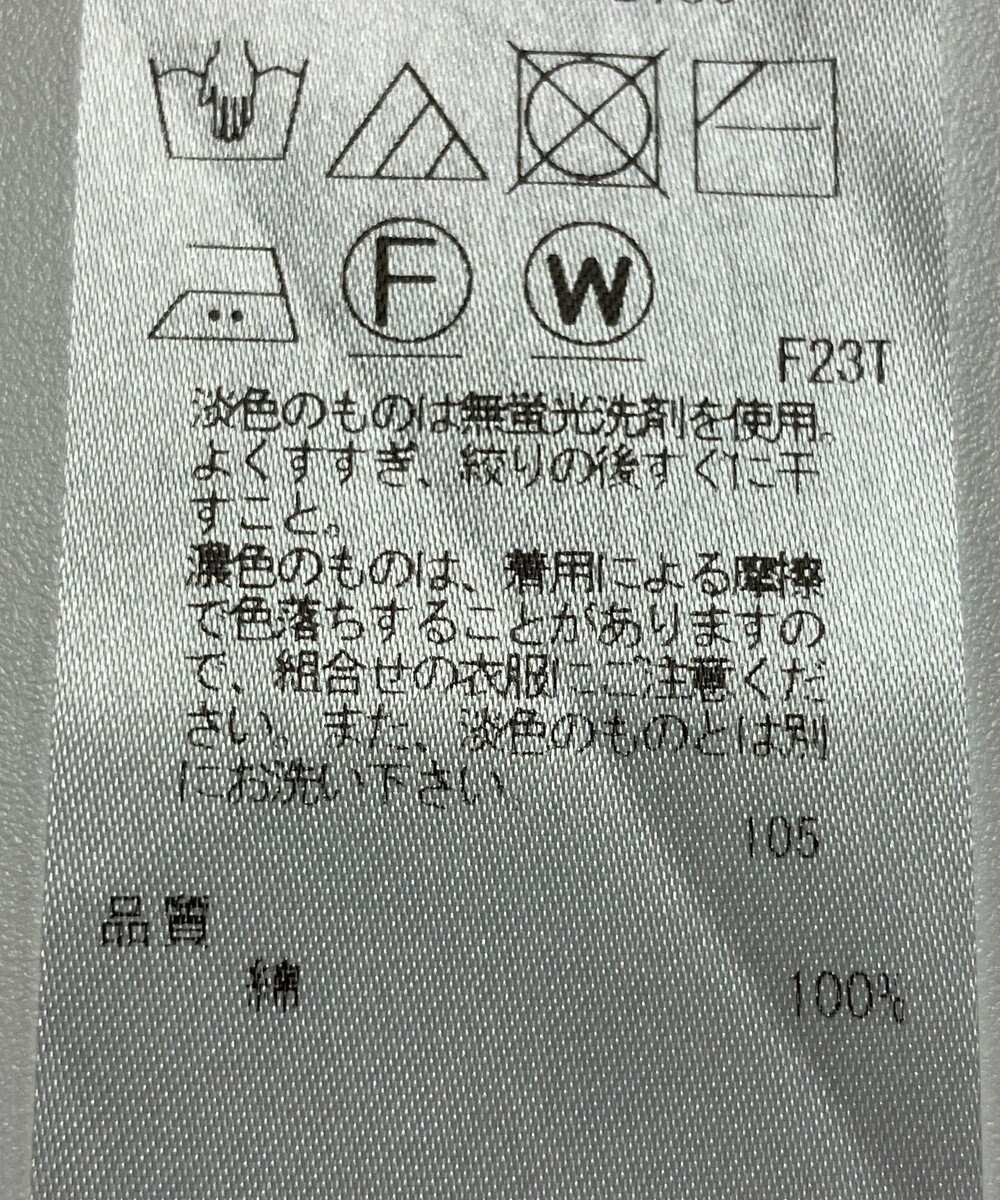 F
W
F23T
淡色のものは無蛍光洗剤を使用。
よくすすぎ、絞りの後すぐに干
すこと。
濃色のものは、着用による摩擦
で色落ちすることがありますの
で、組合せの衣服にご注意くだ
さい。また、淡色のものとは別
にお洗い下さい
105
品質
綿 100%